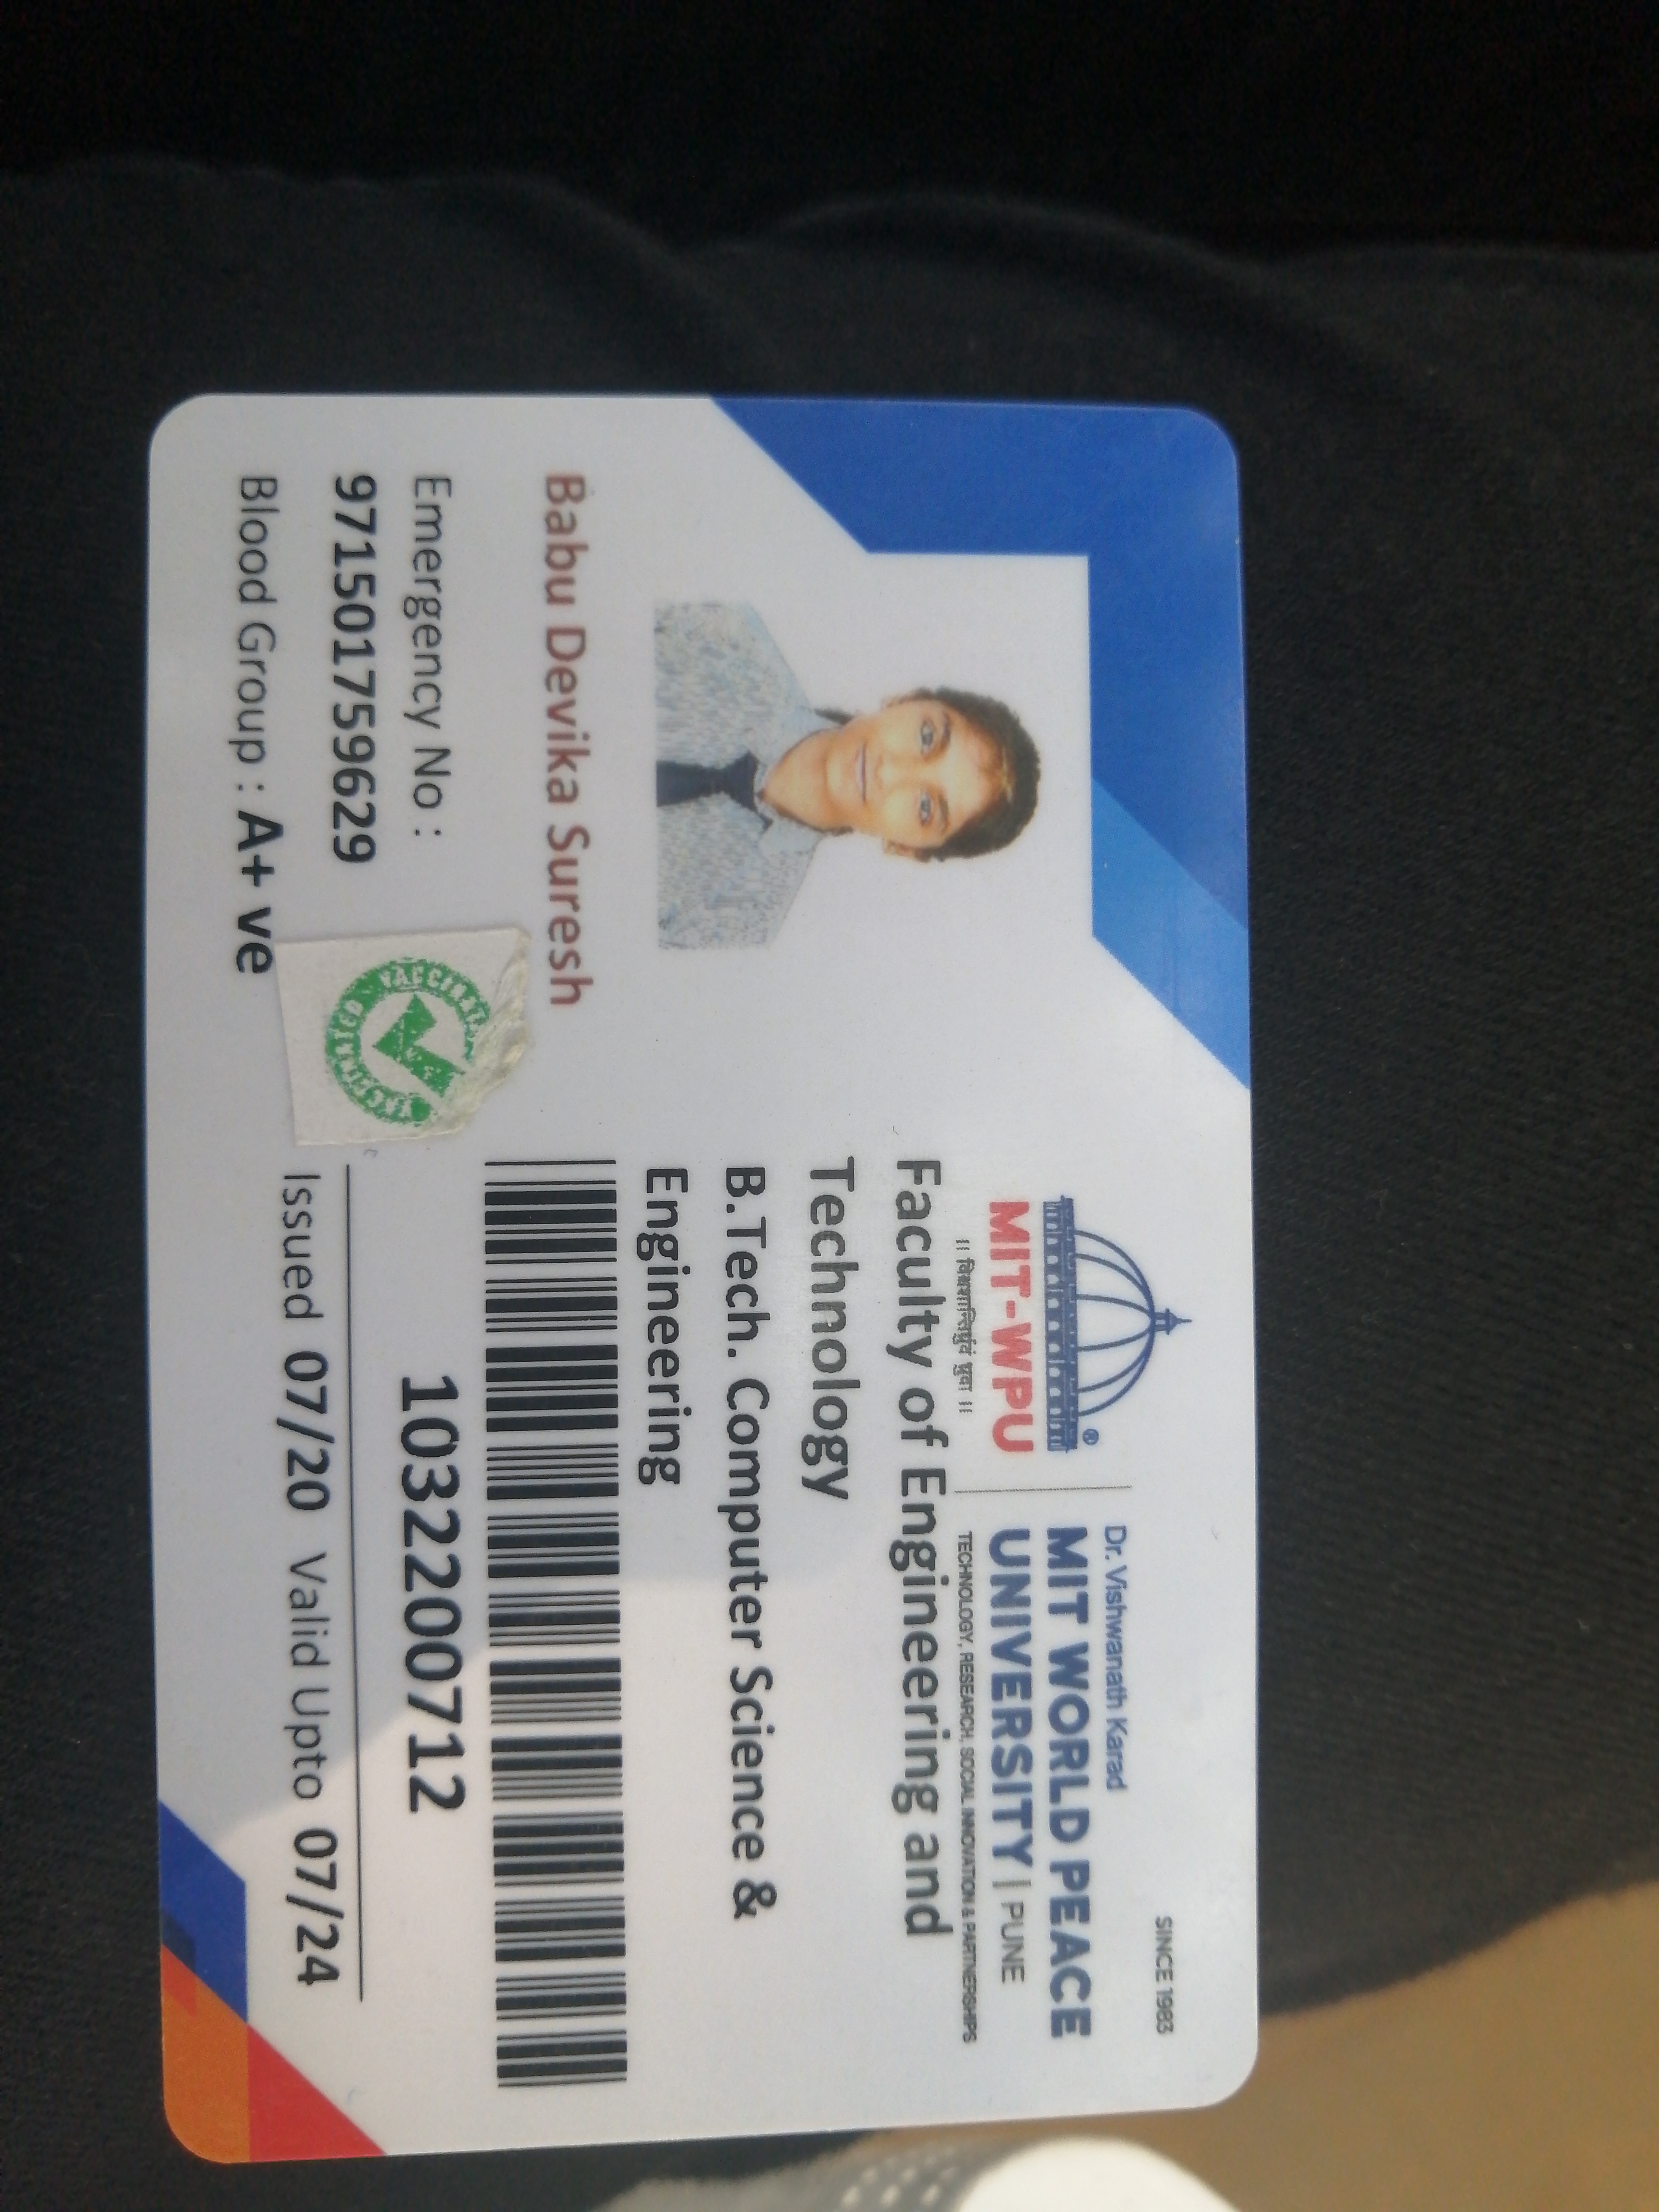 SINCE 1983
Dr. Vishwanath Karad
MIT WORLD PEACE
UNIVERSITY | PUNE
TECHNOLOGY, RESEARCH, SOCIAL INNOVATION & PARTNERSHIPS
®
MIT-WPU
॥ विश्वशान्तिर्ध्रुवं ध्रुवा ॥
Faculty of Engineering and
Technology
B.Tech. Computer Science &
Engineering
1032200712
Issued 07/20 Valid Upto 07/24
Babu Devika Suresh
Emergency No :
971501759629
Blood Group : A+ ve
VACCINATED VACCINATED